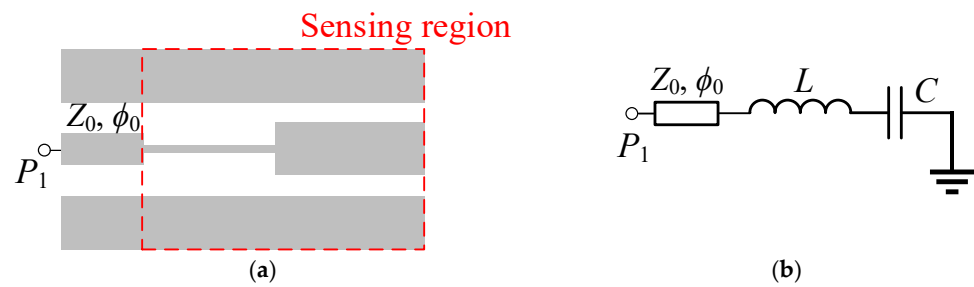 Sensing region
Z0, ϕ0
P1
(a)
Z0, ϕ0
L
C
P1
(b)